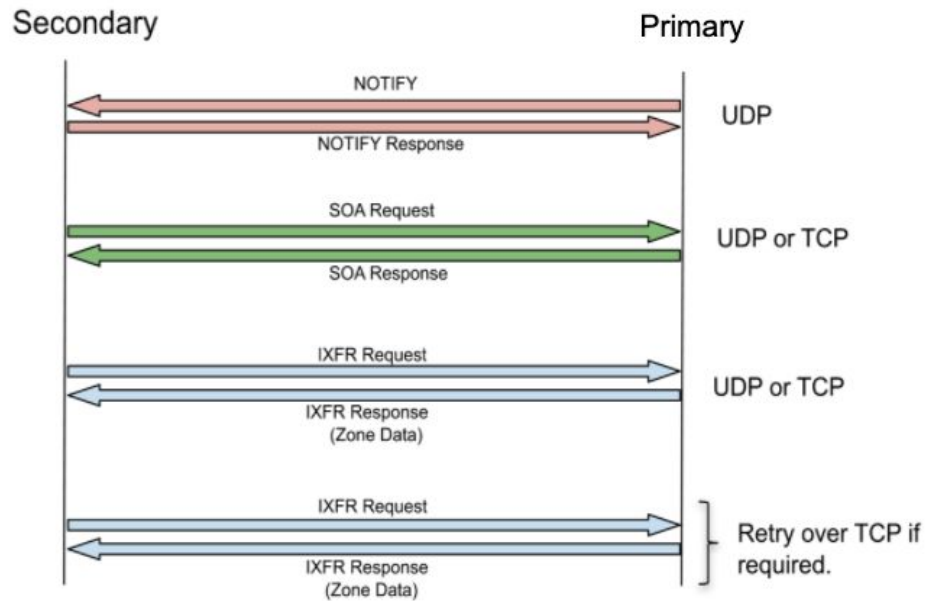 Secondary
Primary
NOTIFY
UDP
NOTIFY Response
SOA Request
UDP or TCP
SOA Response
IXFR Request
UDP or TCP
IXFR Response
(Zone Data)
IXFR Request
Retry over TCP if
required.
IXFR Response
(Zone Data)